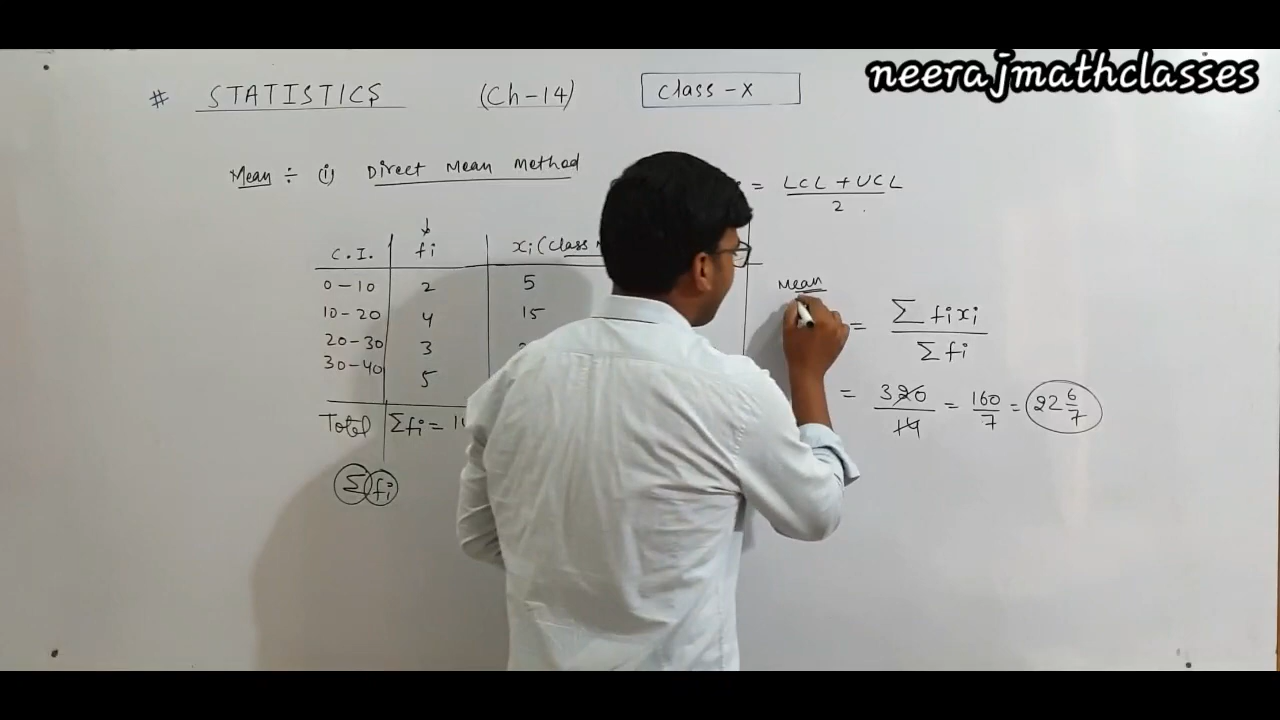 neerajmathclasses
# STATISTICS (Ch-14) Class-X
Mean ÷ (i) Direct Mean Method
= LCL + UCL / 2
C.I. fi xi (Class
0-10 2 5
10-20 4 15
20-30 3
30-40 5
Total Σfi =
Σfi
Mean
= Σ fixi / Σ fi
= 320 / 14 = 160/7 = 22 6/7